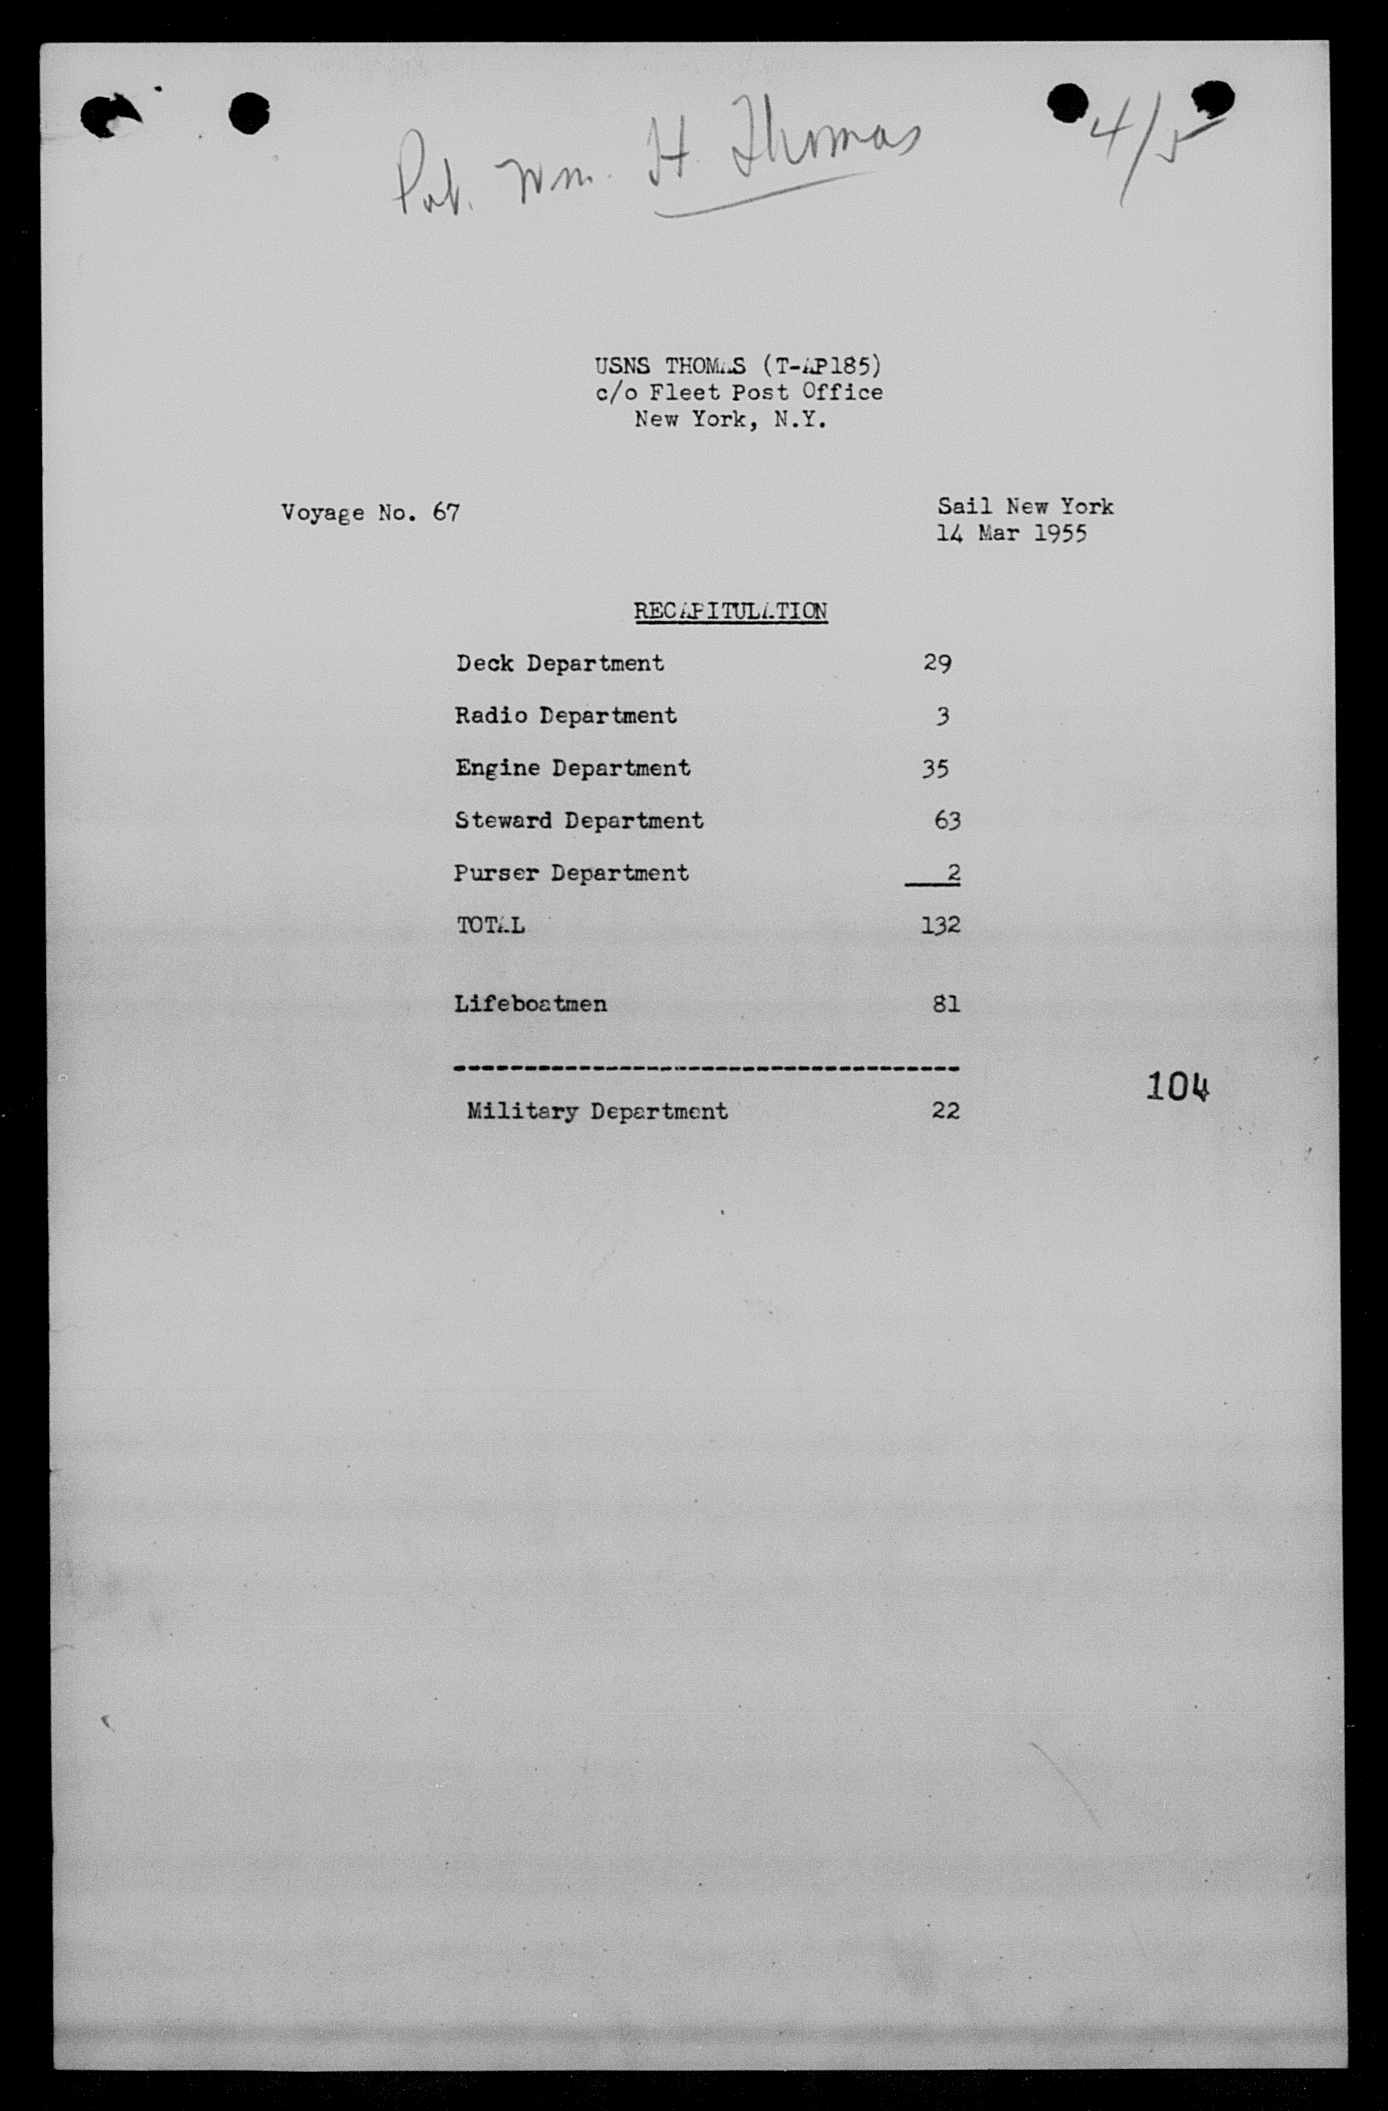 Pvt. Wm. H. Thomas 4/5
USNS THOMAS (T-AP185)
c/o Fleet Post Office
New York, N.Y.
Voyage No. 67
Sail New York
14 Mar 1955
RECAPITULATION
Deck Department 29
Radio Department 3
Engine Department 35
Steward Department 63
Purser Department 2
TOTAL 132
Lifeboatmen 81
104
Military Department 22